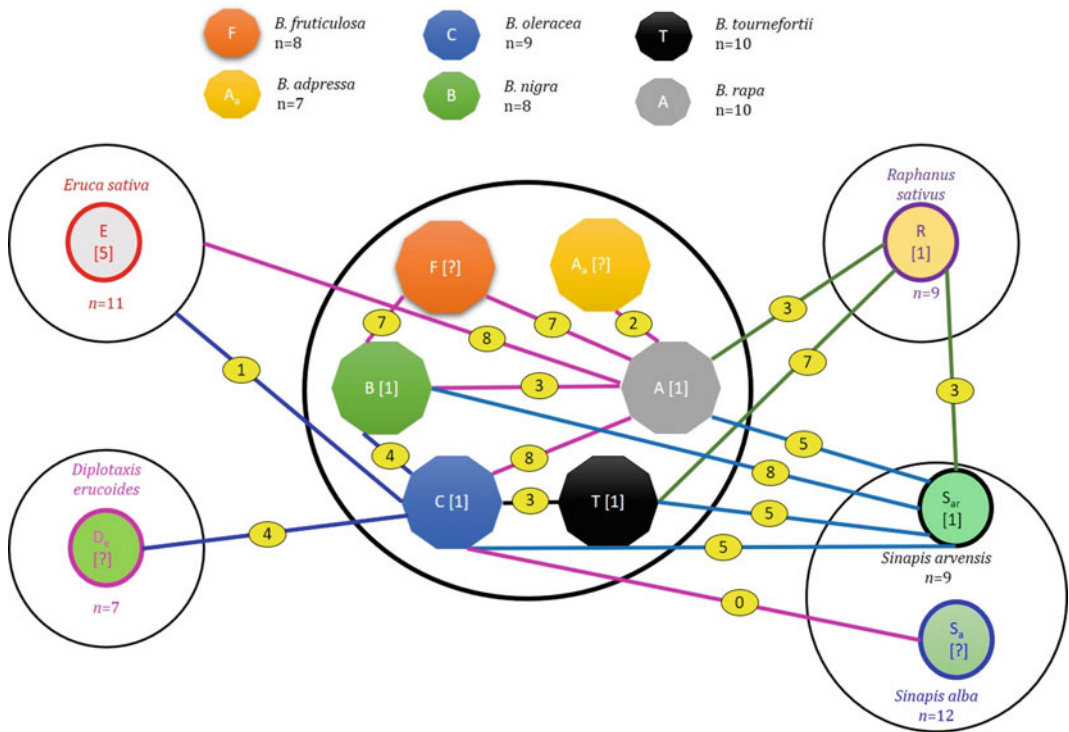 F
B. fruticulosa
n=8
C
B. oleracea
n=9
T
B. tournefortii
n=10
Aa
B. adpressa
n=7
B
B. nigra
n=8
A
B. rapa
n=10
Eruca sativa
E
[5]
n=11
Raphanus
sativus
R
[1]
n=9
F [?]
Aa [?]
B [1]
A [1]
C [1]
T [1]
7
7
2
8
3
3
7
3
1
4
8
5
8
3
5
5
4
0
Diplotaxis
erucoides
De
[?]
n=7
Sar
[1]
Sinapis arvensis
n=9
Sa
[?]
Sinapis alba
n=12